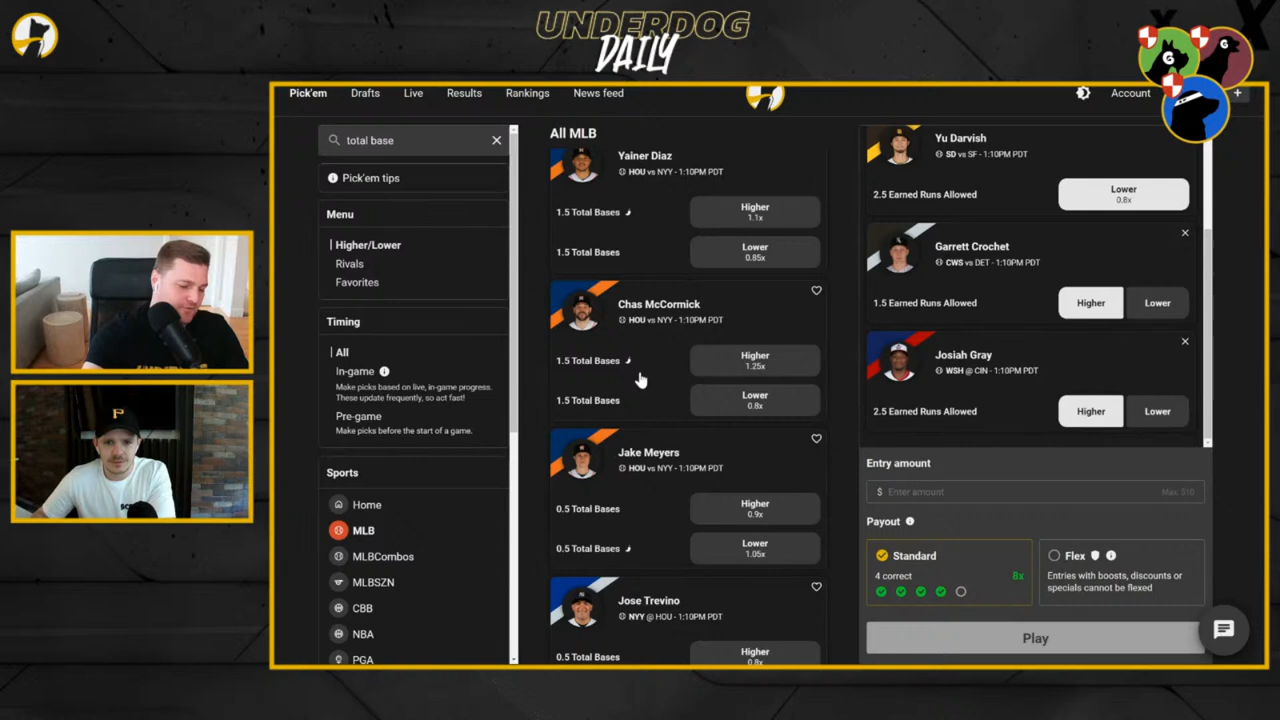 UNDERDOG
DAILY
G
G
Pick'em
Drafts
Live
Results
Rankings
News feed
Account
+
total base
Pick'em tips
Menu
Higher/Lower
Rivals
Favorites
Timing
All
In-game
Make picks based on live, in-game progress.
These update frequently, so act fast!
Pre-game
Make picks before the start of a game.
Sports
Home
MLB
MLBCombos
MLBSZN
CBB
NBA
PGA
All MLB
Yainer Diaz
HOU vs NYY - 1:10PM PDT
1.5 Total Bases
Higher
1.1x
1.5 Total Bases
Lower
0.85x
Chas McCormick
HOU vs NYY - 1:10PM PDT
1.5 Total Bases
Higher
1.25x
1.5 Total Bases
Lower
0.8x
Jake Meyers
HOU vs NYY - 1:10PM PDT
0.5 Total Bases
Higher
0.9x
0.5 Total Bases
Lower
1.05x
Jose Trevino
NYY @ HOU - 1:10PM PDT
0.5 Total Bases
Higher
0.8x
Yu Darvish
SD vs SF - 1:10PM PDT
2.5 Earned Runs Allowed
Lower
0.8x
Garrett Crochet
CWS vs DET - 1:10PM PDT
1.5 Earned Runs Allowed
Higher
Lower
Josiah Gray
WSH @ CIN - 1:10PM PDT
2.5 Earned Runs Allowed
Higher
Lower
Entry amount
$ Enter amount
Max: $10
Payout
Standard
4 correct
8x
Flex
Entries with boosts, discounts or
specials cannot be flexed
Play
P